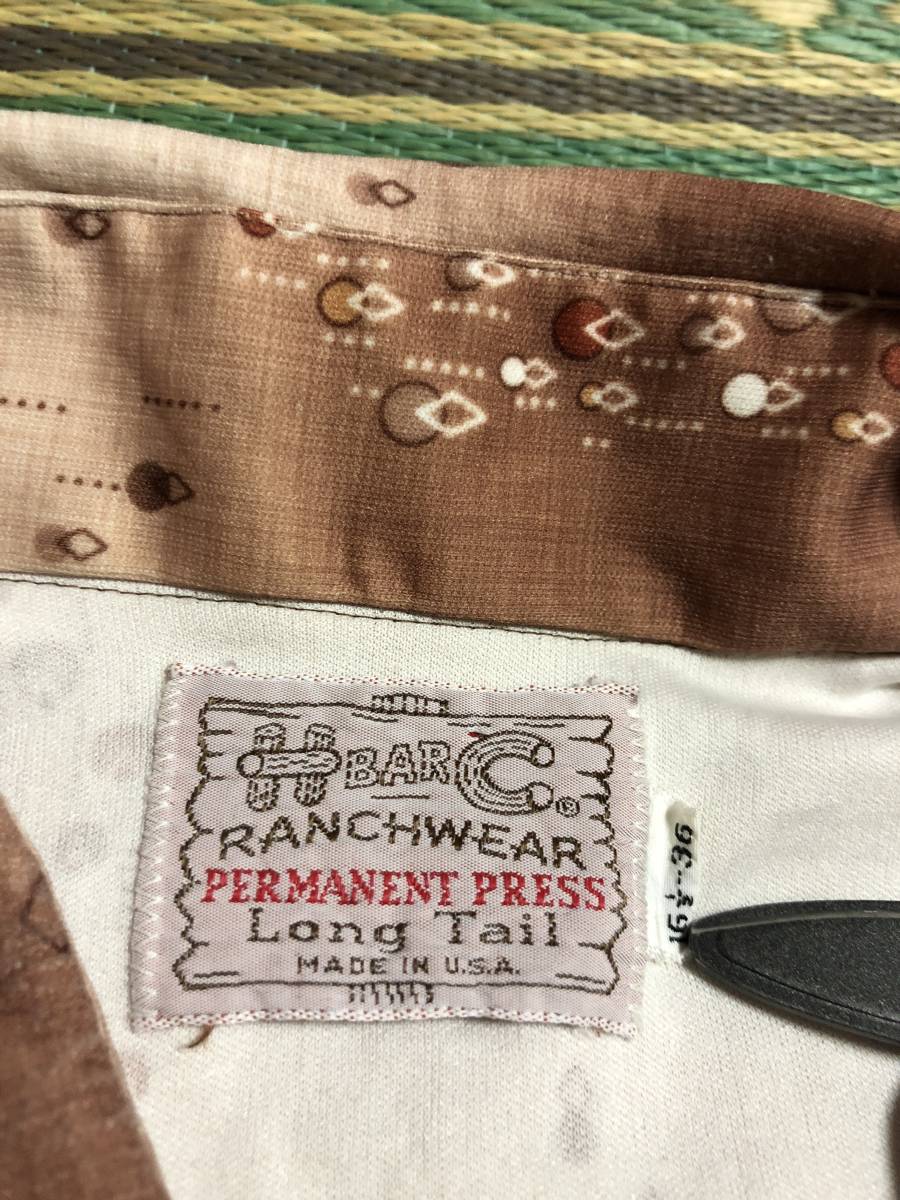 H BAR C ®
RANCHWEAR
PERMANENT PRESS
Long Tail
MADE IN U.S.A.
15½-36